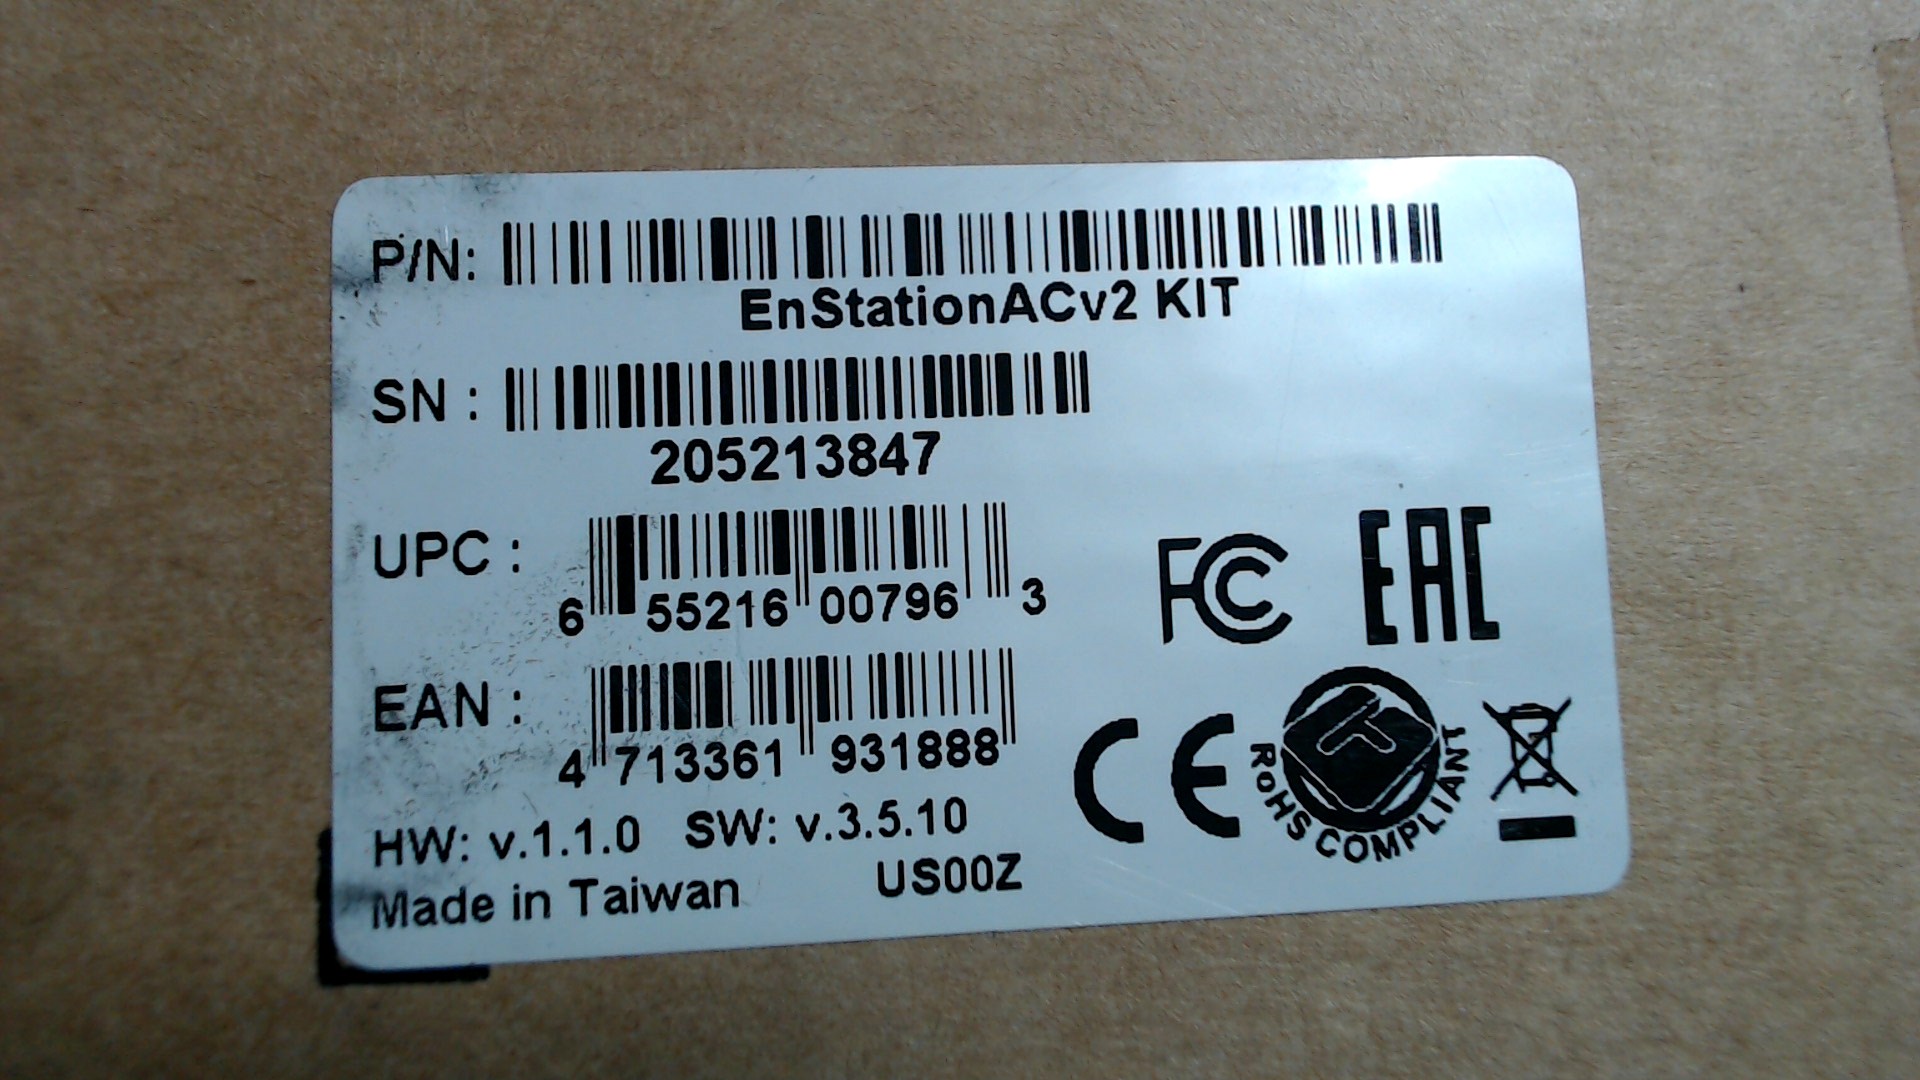 P/N:
EnStationACv2 KIT
SN :
205213847
UPC :
6 55216 00796 3
EAN :
4 713361 931888
HW: v.1.1.0 SW: v.3.5.10
Made in Taiwan US00Z
FC
EAC
CE
RoHS COMPLIANT